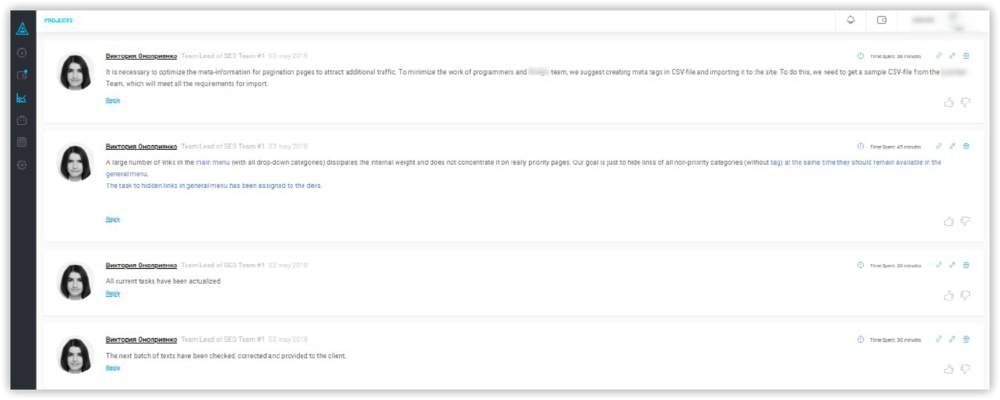 PROJECTS
Виктория Оноприенко Team Lead of SEO Team #1 03 may 2018 Time Spent: 38 minutes
It is necessary to optimize the meta-information for pagination pages to attract additional traffic. To minimize the work of programmers and team, we suggest creating meta tags in CSV-file and importing it to the site. To do this, we need to get a sample CSV-file from the
Team, which will meet all the requirements for import.
Reply
Виктория Оноприенко Team Lead of SEO Team #1 03 may 2018 Time Spent: 45 minutes
A large number of links in the main menu (with all drop-down categories) dissipates the internal weight and does not concentrate it on really priority pages. Our goal is just to hide links of all non-priority categories (without tag) at the same time they should remain available in the
general menu.
The task to hidden links in general menu has been assigned to the devs.
Reply
Виктория Оноприенко Team Lead of SEO Team #1 02 may 2018 Time Spent: 20 minutes
All current tasks have been actualized.
Reply
Виктория Оноприенко Team Lead of SEO Team #1 02 may 2018 Time Spent: 30 minutes
The next batch of texts have been checked, corrected and provided to the client.
Reply